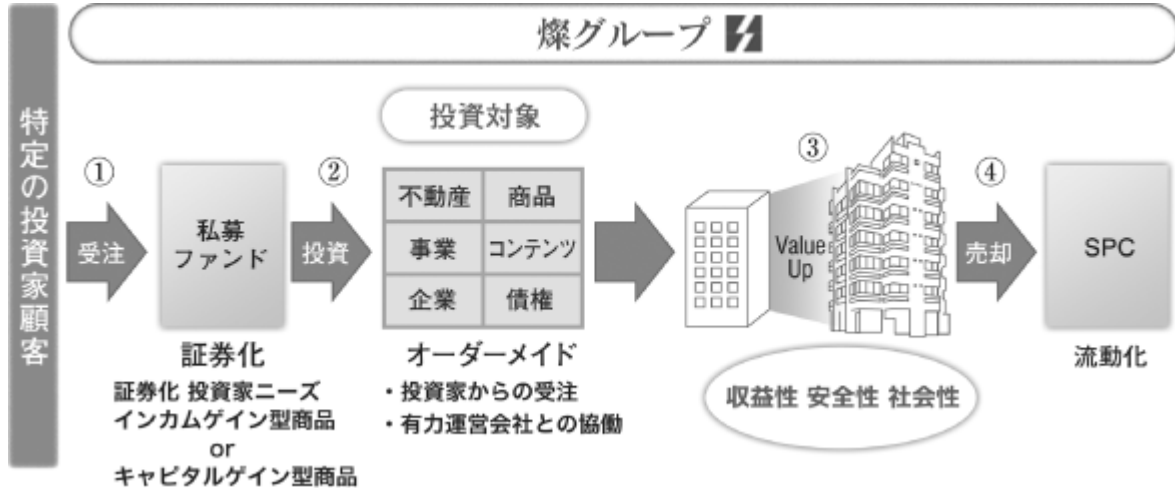 燦グループ
特定の投資家顧客
投資対象
①
受注
私募
ファンド
②
投資
不動産 商品
事業 コンテンツ
企業 債権
③
Value
Up
④
売却
SPC
証券化
証券化 投資家ニーズ
インカムゲイン型商品
or
キャピタルゲイン型商品
オーダーメイド
・投資家からの受注
・有力運営会社との協働
収益性 安全性 社会性
流動化